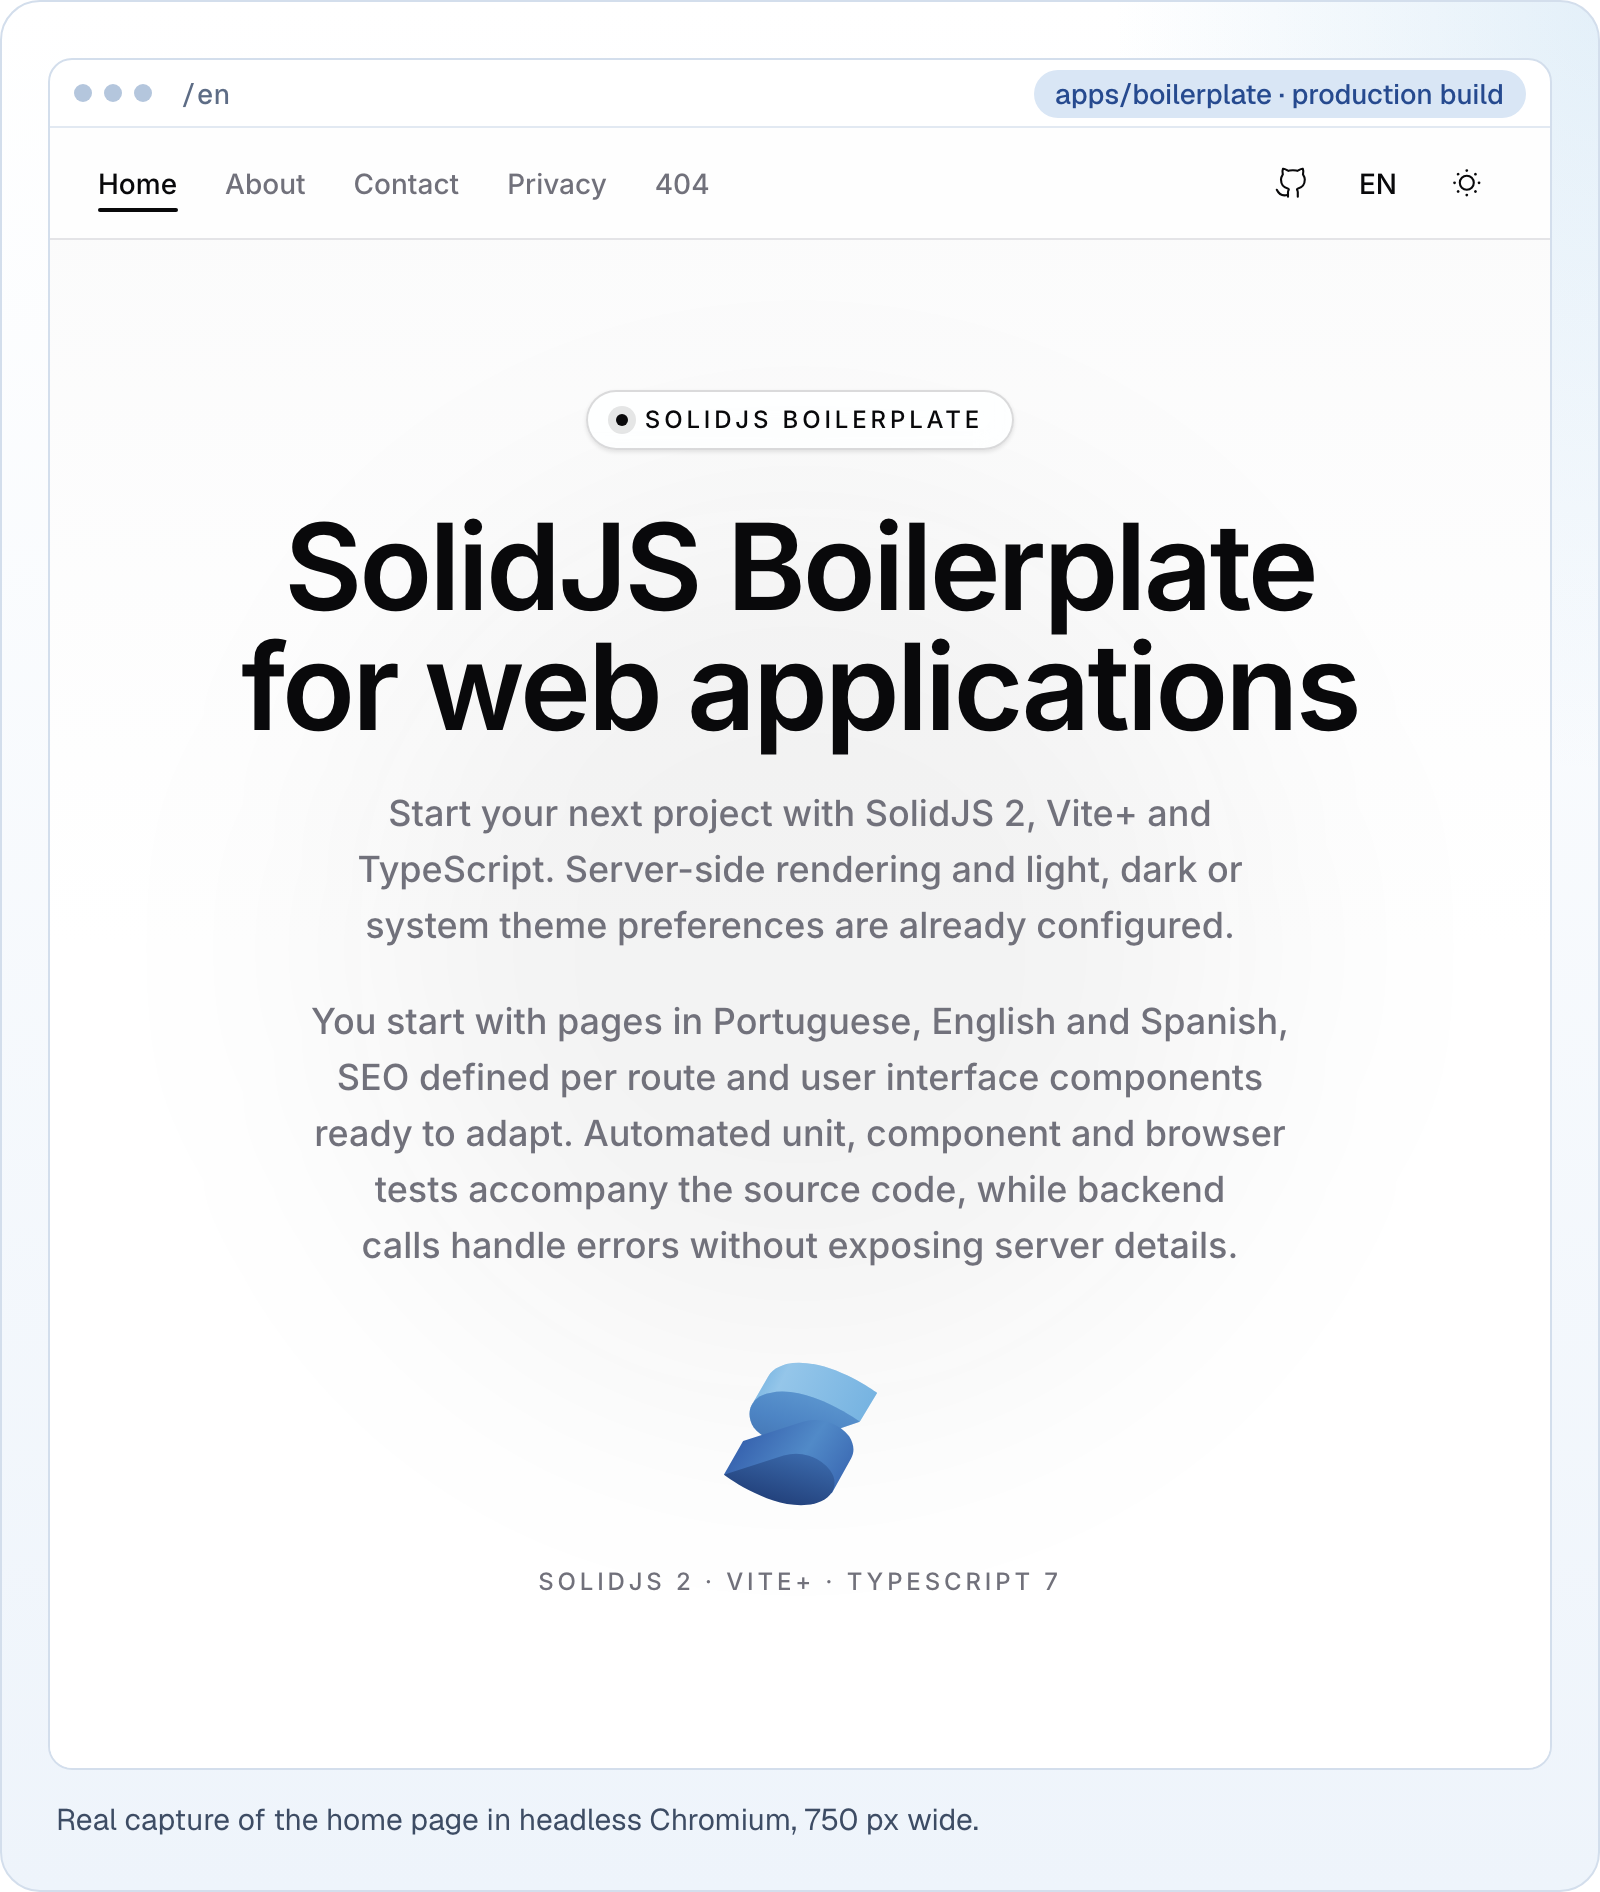 /en
apps/boilerplate · production build
Home About Contact Privacy 404 EN
SOLIDJS BOILERPLATE
SolidJS Boilerplate
for web applications
Start your next project with SolidJS 2, Vite+ and
TypeScript. Server-side rendering and light, dark or
system theme preferences are already configured.
You start with pages in Portuguese, English and Spanish,
SEO defined per route and user interface components
ready to adapt. Automated unit, component and browser
tests accompany the source code, while backend
calls handle errors without exposing server details.
SOLIDJS 2 · VITE+ · TYPESCRIPT 7
Real capture of the home page in headless Chromium, 750 px wide.